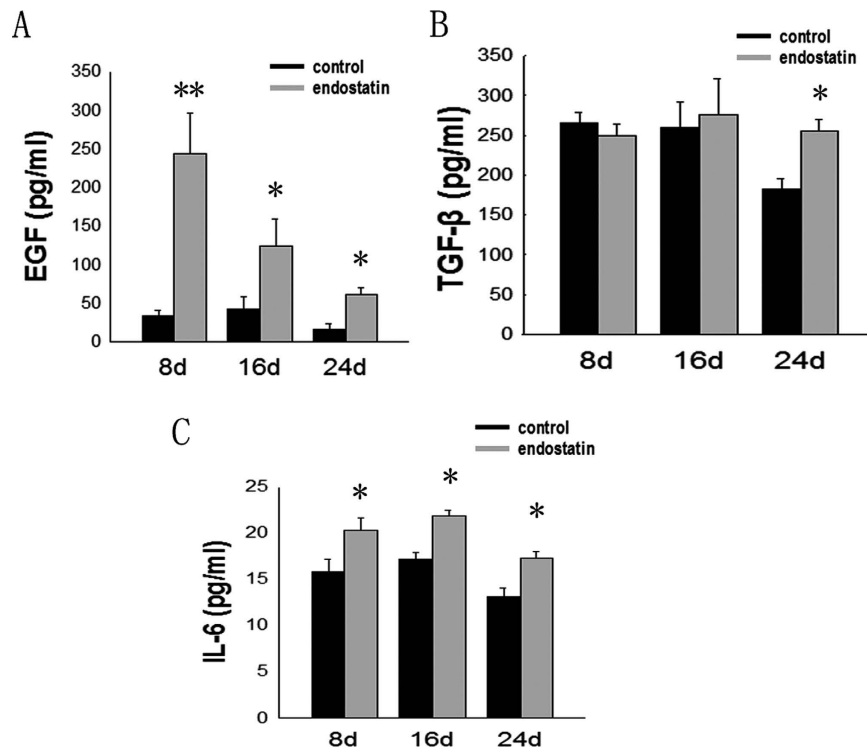 A
control
endostatin
EGF (pg/ml)
350
300
250
200
150
100
50
0
**
*
*
8d
16d
24d
B
control
endostatin
TGF-β (pg/ml)
350
300
250
200
150
100
50
0
*
8d
16d
24d
C
control
endostatin
IL-6 (pg/ml)
25
20
15
10
5
0
*
*
*
8d
16d
24d